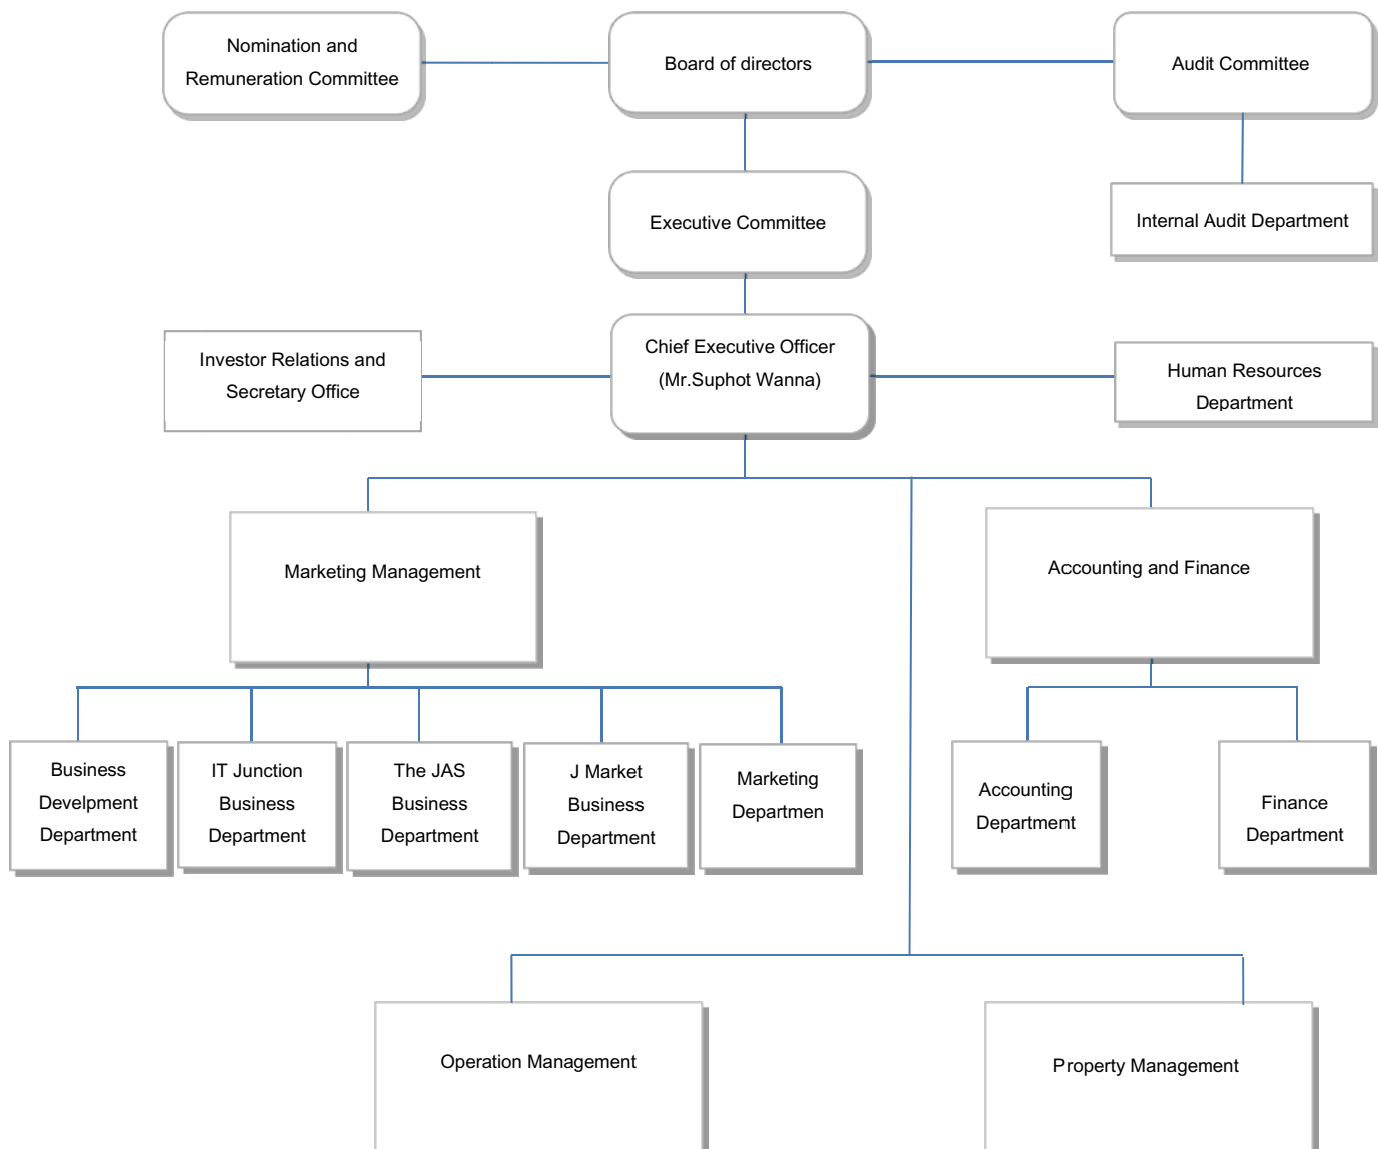 Nomination and
Remuneration Committee
Board of directors
Audit Committee
Executive Committee
Internal Audit Department
Investor Relations and
Secretary Office
Chief Executive Officer
(Mr.Suphot Wanna)
Human Resources
Department
Marketing Management
Accounting and Finance
Business
Develpment
Department
IT Junction
Business
Department
The JAS
Business
Department
J Market
Business
Department
Marketing
Departmen
Accounting
Department
Finance
Department
Operation Management
Property Management